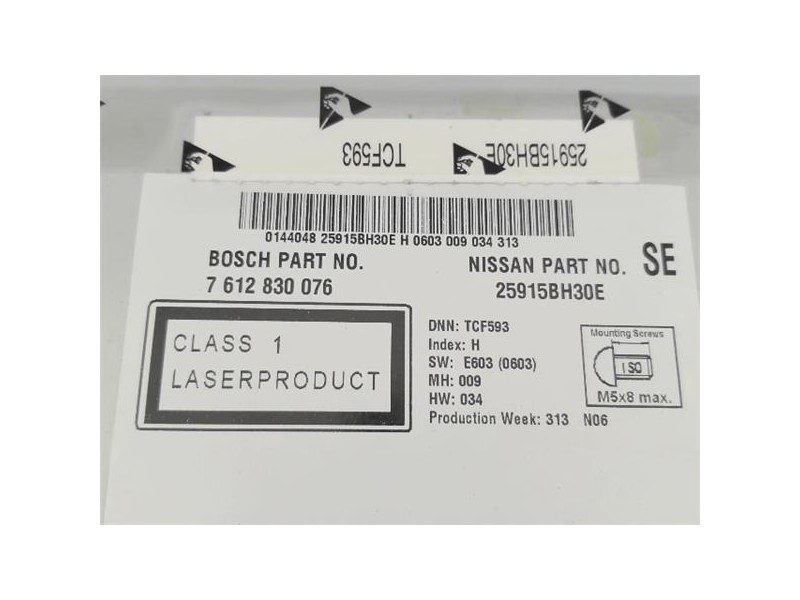 TCF593 25915BH30E
0144048 25915BH30E H 0603 009 034 313
BOSCH PART NO.
7 612 830 076
NISSAN PART NO.
25915BH30E
SE
CLASS 1
LASERPRODUCT
DNN: TCF593
Index: H
SW: E603 (0603)
MH: 009
HW: 034
Production Week: 313 N06
Mounting Screws
ISO
M5x8 max.